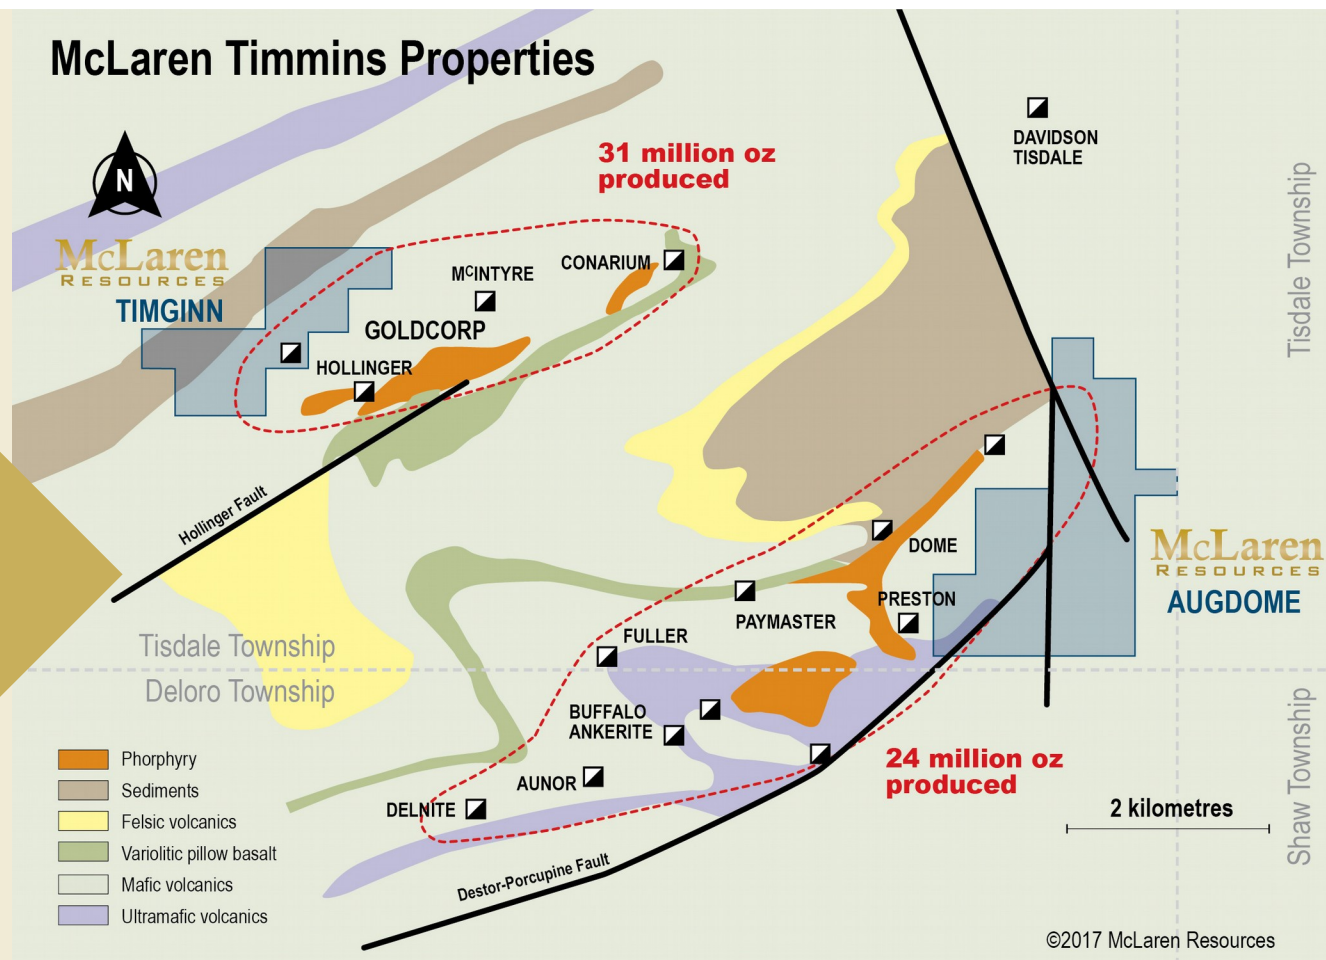 McLaren Timmins Properties
N
31 million oz
produced
DAVIDSON
TISDALE
Tisdale Township
McLaren
RESOURCES
TIMGINN
CONARIUM
McINTYRE
GOLDCORP
HOLLINGER
Hollinger Fault
DOME
McLaren
RESOURCES
AUGDOME
PRESTON
PAYMASTER
FULLER
Tisdale Township
Deloro Township
BUFFALO
ANKERITE
AUNOR
DELNITE
24 million oz
produced
Shaw Township
Phorphyry
Sediments
Felsic volcanics
Variolitic pillow basalt
Mafic volcanics
Ultramafic volcanics
Destor-Porcupine Fault
2 kilometres
©2017 McLaren Resources